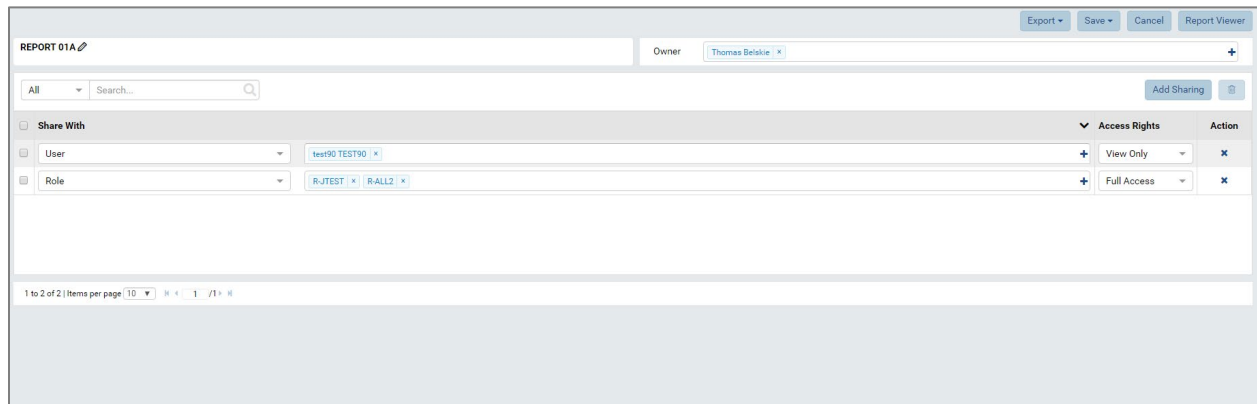 Export Save Cancel Report Viewer
REPORT 01A Owner Thomas Belskie ×
All Search... Add Sharing
Share With Access Rights Action
User test90 TEST90 × + View Only ×
Role R-JTEST × R-ALL2 × + Full Access ×
1 to 2 of 2 | Items per page 10 1 /1